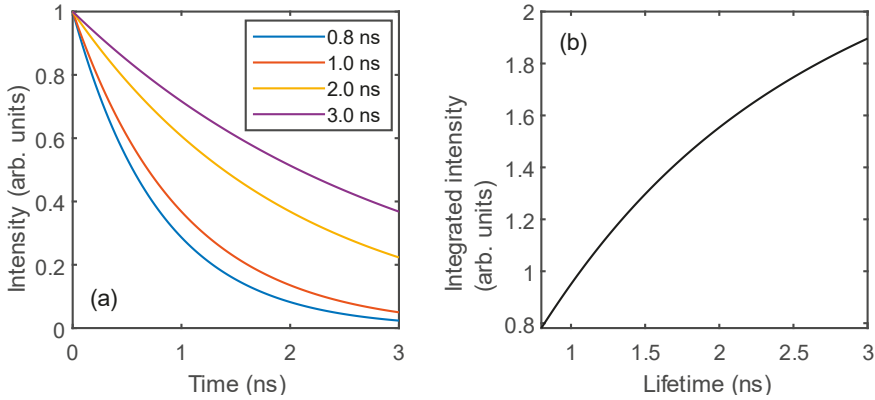 Intensity (arb. units)
1
0.8
0.6
0.4
0.2
0
0.8 ns
1.0 ns
2.0 ns
3.0 ns
(a)
0
1
2
3
Time (ns)
Integrated intensity
(arb. units)
2
1.8
1.6
1.4
1.2
1
0.8
(b)
1
1.5
2
2.5
3
Lifetime (ns)